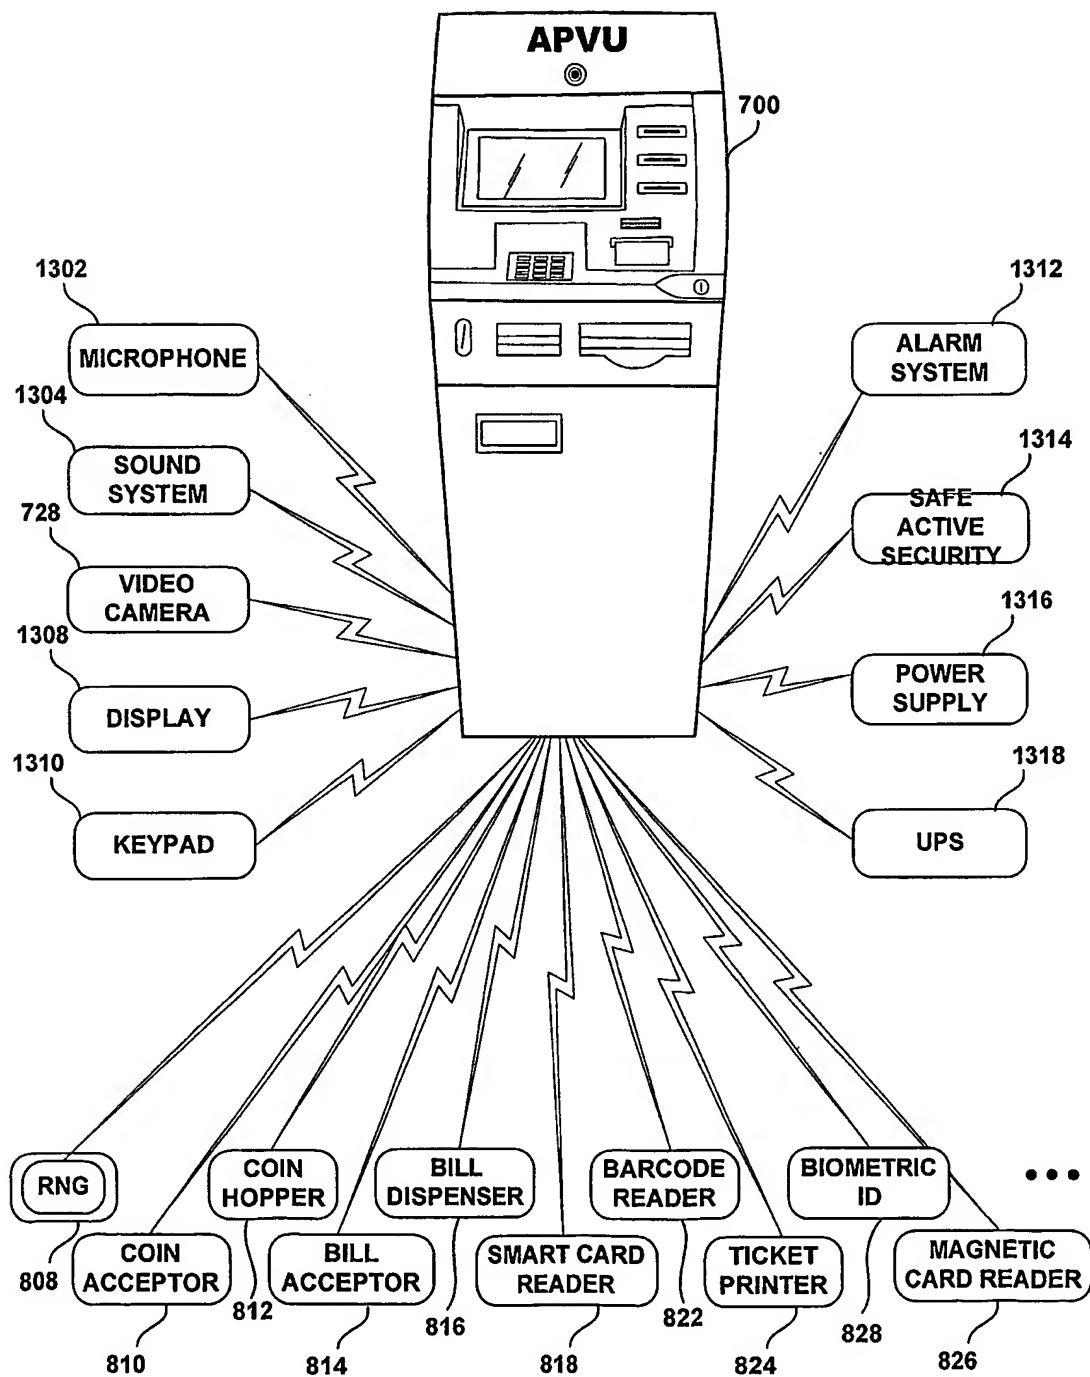 APVU
700
1302
MICROPHONE
1304
SOUND
SYSTEM
728
VIDEO
CAMERA
1308
DISPLAY
1310
KEYPAD
1312
ALARM
SYSTEM
1314
SAFE
ACTIVE
SECURITY
1316
POWER
SUPPLY
1318
UPS
RNG
808
COIN
ACCEPTOR
810
COIN
HOPPER
812
BILL
ACCEPTOR
814
BILL
DISPENSER
816
SMART CARD
READER
818
BARCODE
READER
822
TICKET
PRINTER
824
BIOMETRIC
ID
828
MAGNETIC
CARD READER
826
•••